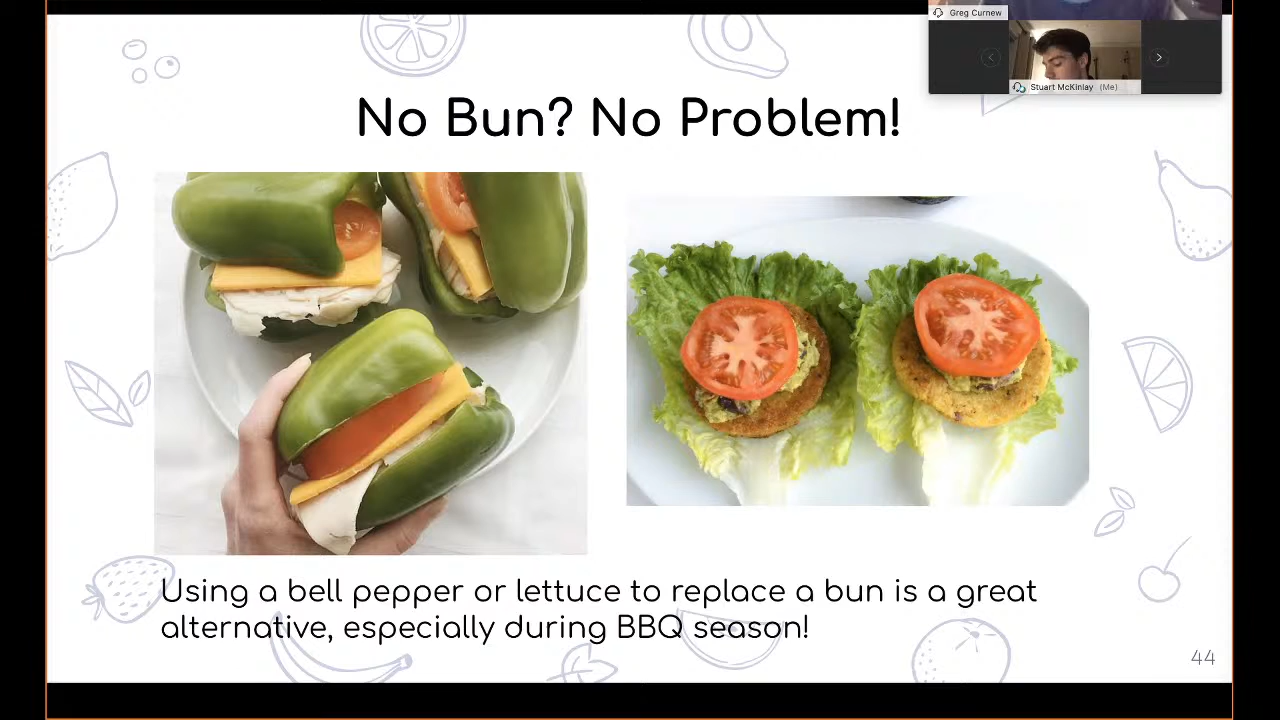 Greg Curnew
Stuart McKinlay (Me)
No Bun? No Problem!
Using a bell pepper or lettuce to replace a bun is a great
alternative, especially during BBQ season!
44